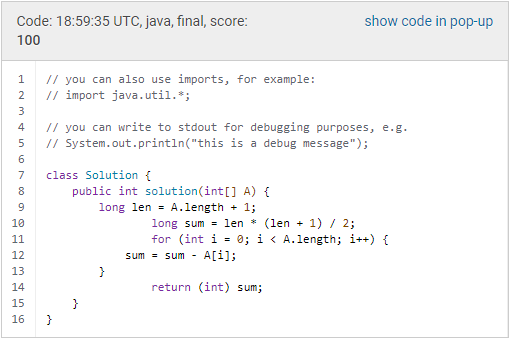 Code: 18:59:35 UTC, java, final, score: show code in pop-up
100
1 // you can also use imports, for example:
2 // import java.util.*;
3
4 // you can write to stdout for debugging purposes, e.g.
5 // System.out.println("this is a debug message");
6
7 class Solution {
8     public int solution(int[] A) {
9         long len = A.length + 1;
10                 long sum = len * (len + 1) / 2;
11                 for (int i = 0; i < A.length; i++) {
12             sum = sum - A[i];
13         }
14                 return (int) sum;
15     }
16 }